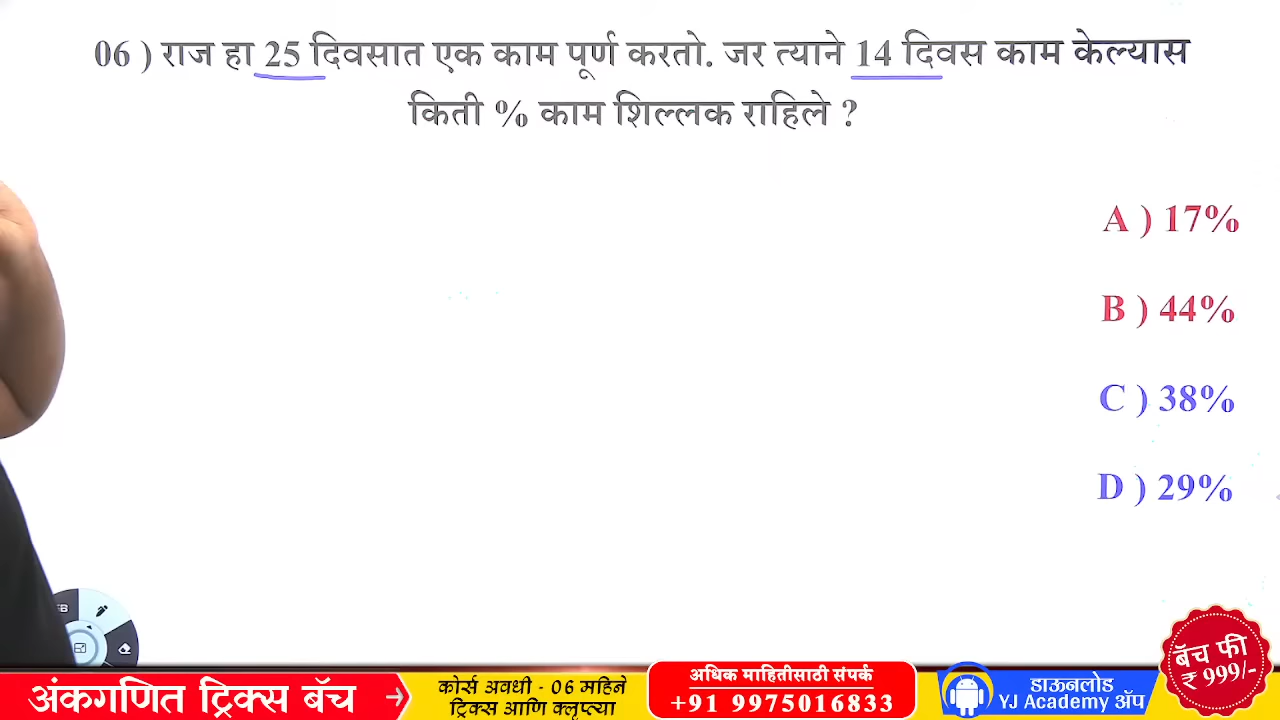 06 ) राज हा 25 दिवसात एक काम पूर्ण करतो. जर त्याने 14 दिवस काम केल्यास
किती % काम शिल्लक राहिले ?
A ) 17%
B ) 44%
C ) 38%
D ) 29%
बॅच फी
₹ 999/-
अंकगणित ट्रिक्स बॅच
कोर्स अवधी - 06 महिने
ट्रिक्स आणि क्लृप्त्या
अधिक माहितीसाठी संपर्क
+91 9975016833
डाऊनलोड
YJ Academy ॲप